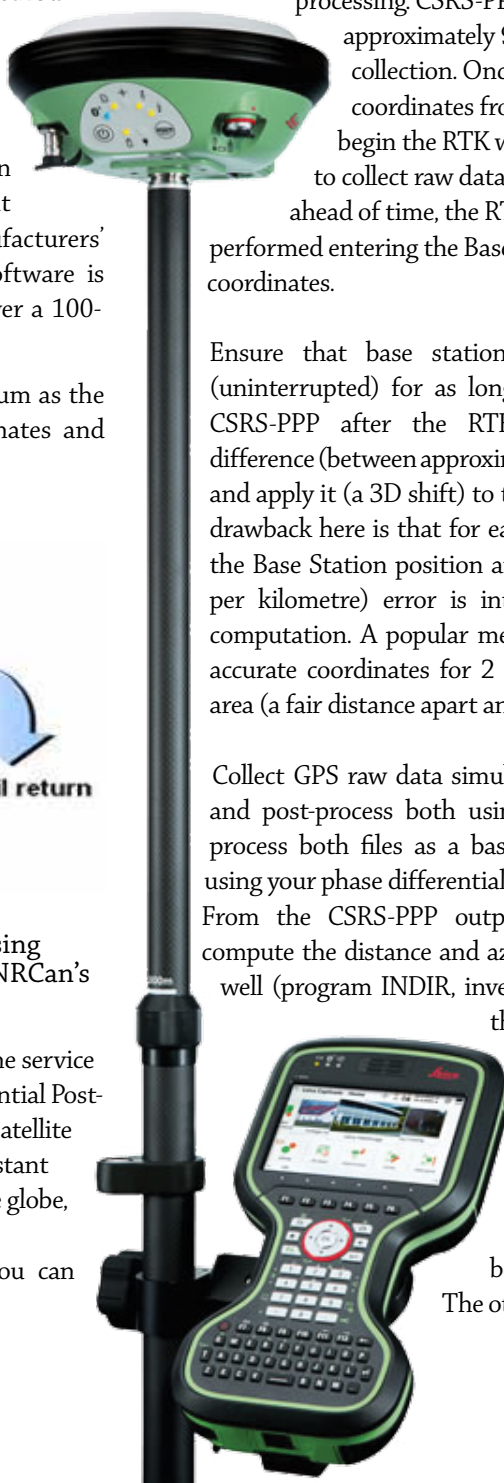 n
t
facturers'
ftware is
er a 100-
um as the
nates and
l return
sing
NRCan's
ne service
ntial Post-
atellite
stant
e globe,
ou can
processing. CSRS-PP
approximately 9
collection. Onc
coordinates fro
begin the RTK w
to collect raw data
ahead of time, the RT
performed entering the Base
coordinates.
Ensure that base station
(uninterrupted) for as long
CSRS-PPP after the RTK
difference (between approxim
and apply it (a 3D shift) to t
drawback here is that for ea
the Base Station position a
per kilometre) error is int
computation. A popular me
accurate coordinates for 2
area (a fair distance apart an
Collect GPS raw data simul
and post-process both usin
process both files as a bas
using your phase differential
From the CSRS-PPP outp
compute the distance and az
well (program INDIR, inve
th
b
The ou
Leica